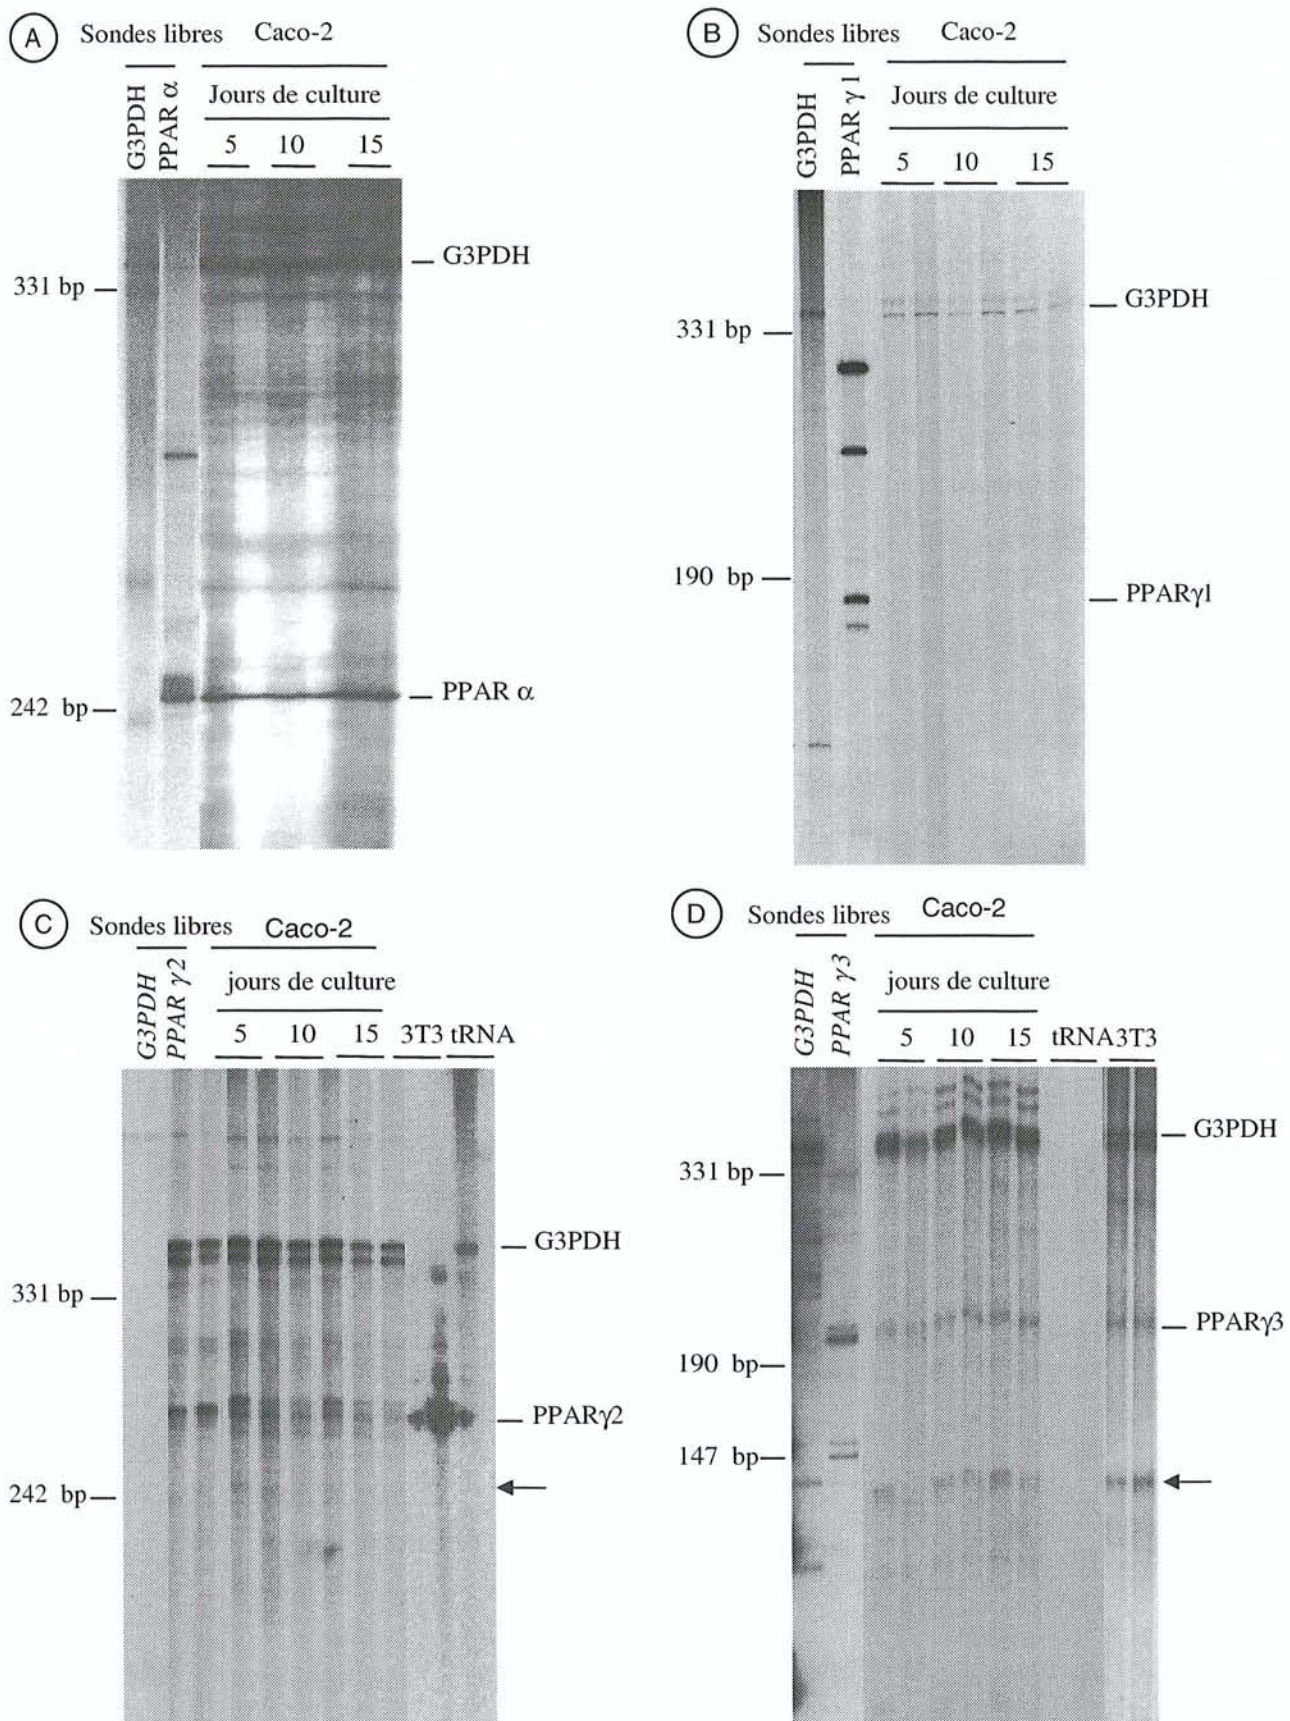 A
Sondes libres
Caco-2
G3PDH
PPAR α
Jours de culture
5
10
15
G3PDH
331 bp
PPAR α
242 bp
B
Sondes libres
Caco-2
G3PDH
PPAR γ1
Jours de culture
5
10
15
G3PDH
331 bp
190 bp
PPARγ1
C
Sondes libres
Caco-2
G3PDH
PPAR γ2
jours de culture
5
10
15
3T3
tRNA
G3PDH
331 bp
PPARγ2
242 bp
D
Sondes libres
Caco-2
G3PDH
PPAR γ3
jours de culture
5
10
15
tRNA3T3
G3PDH
331 bp
PPARγ3
190 bp
147 bp